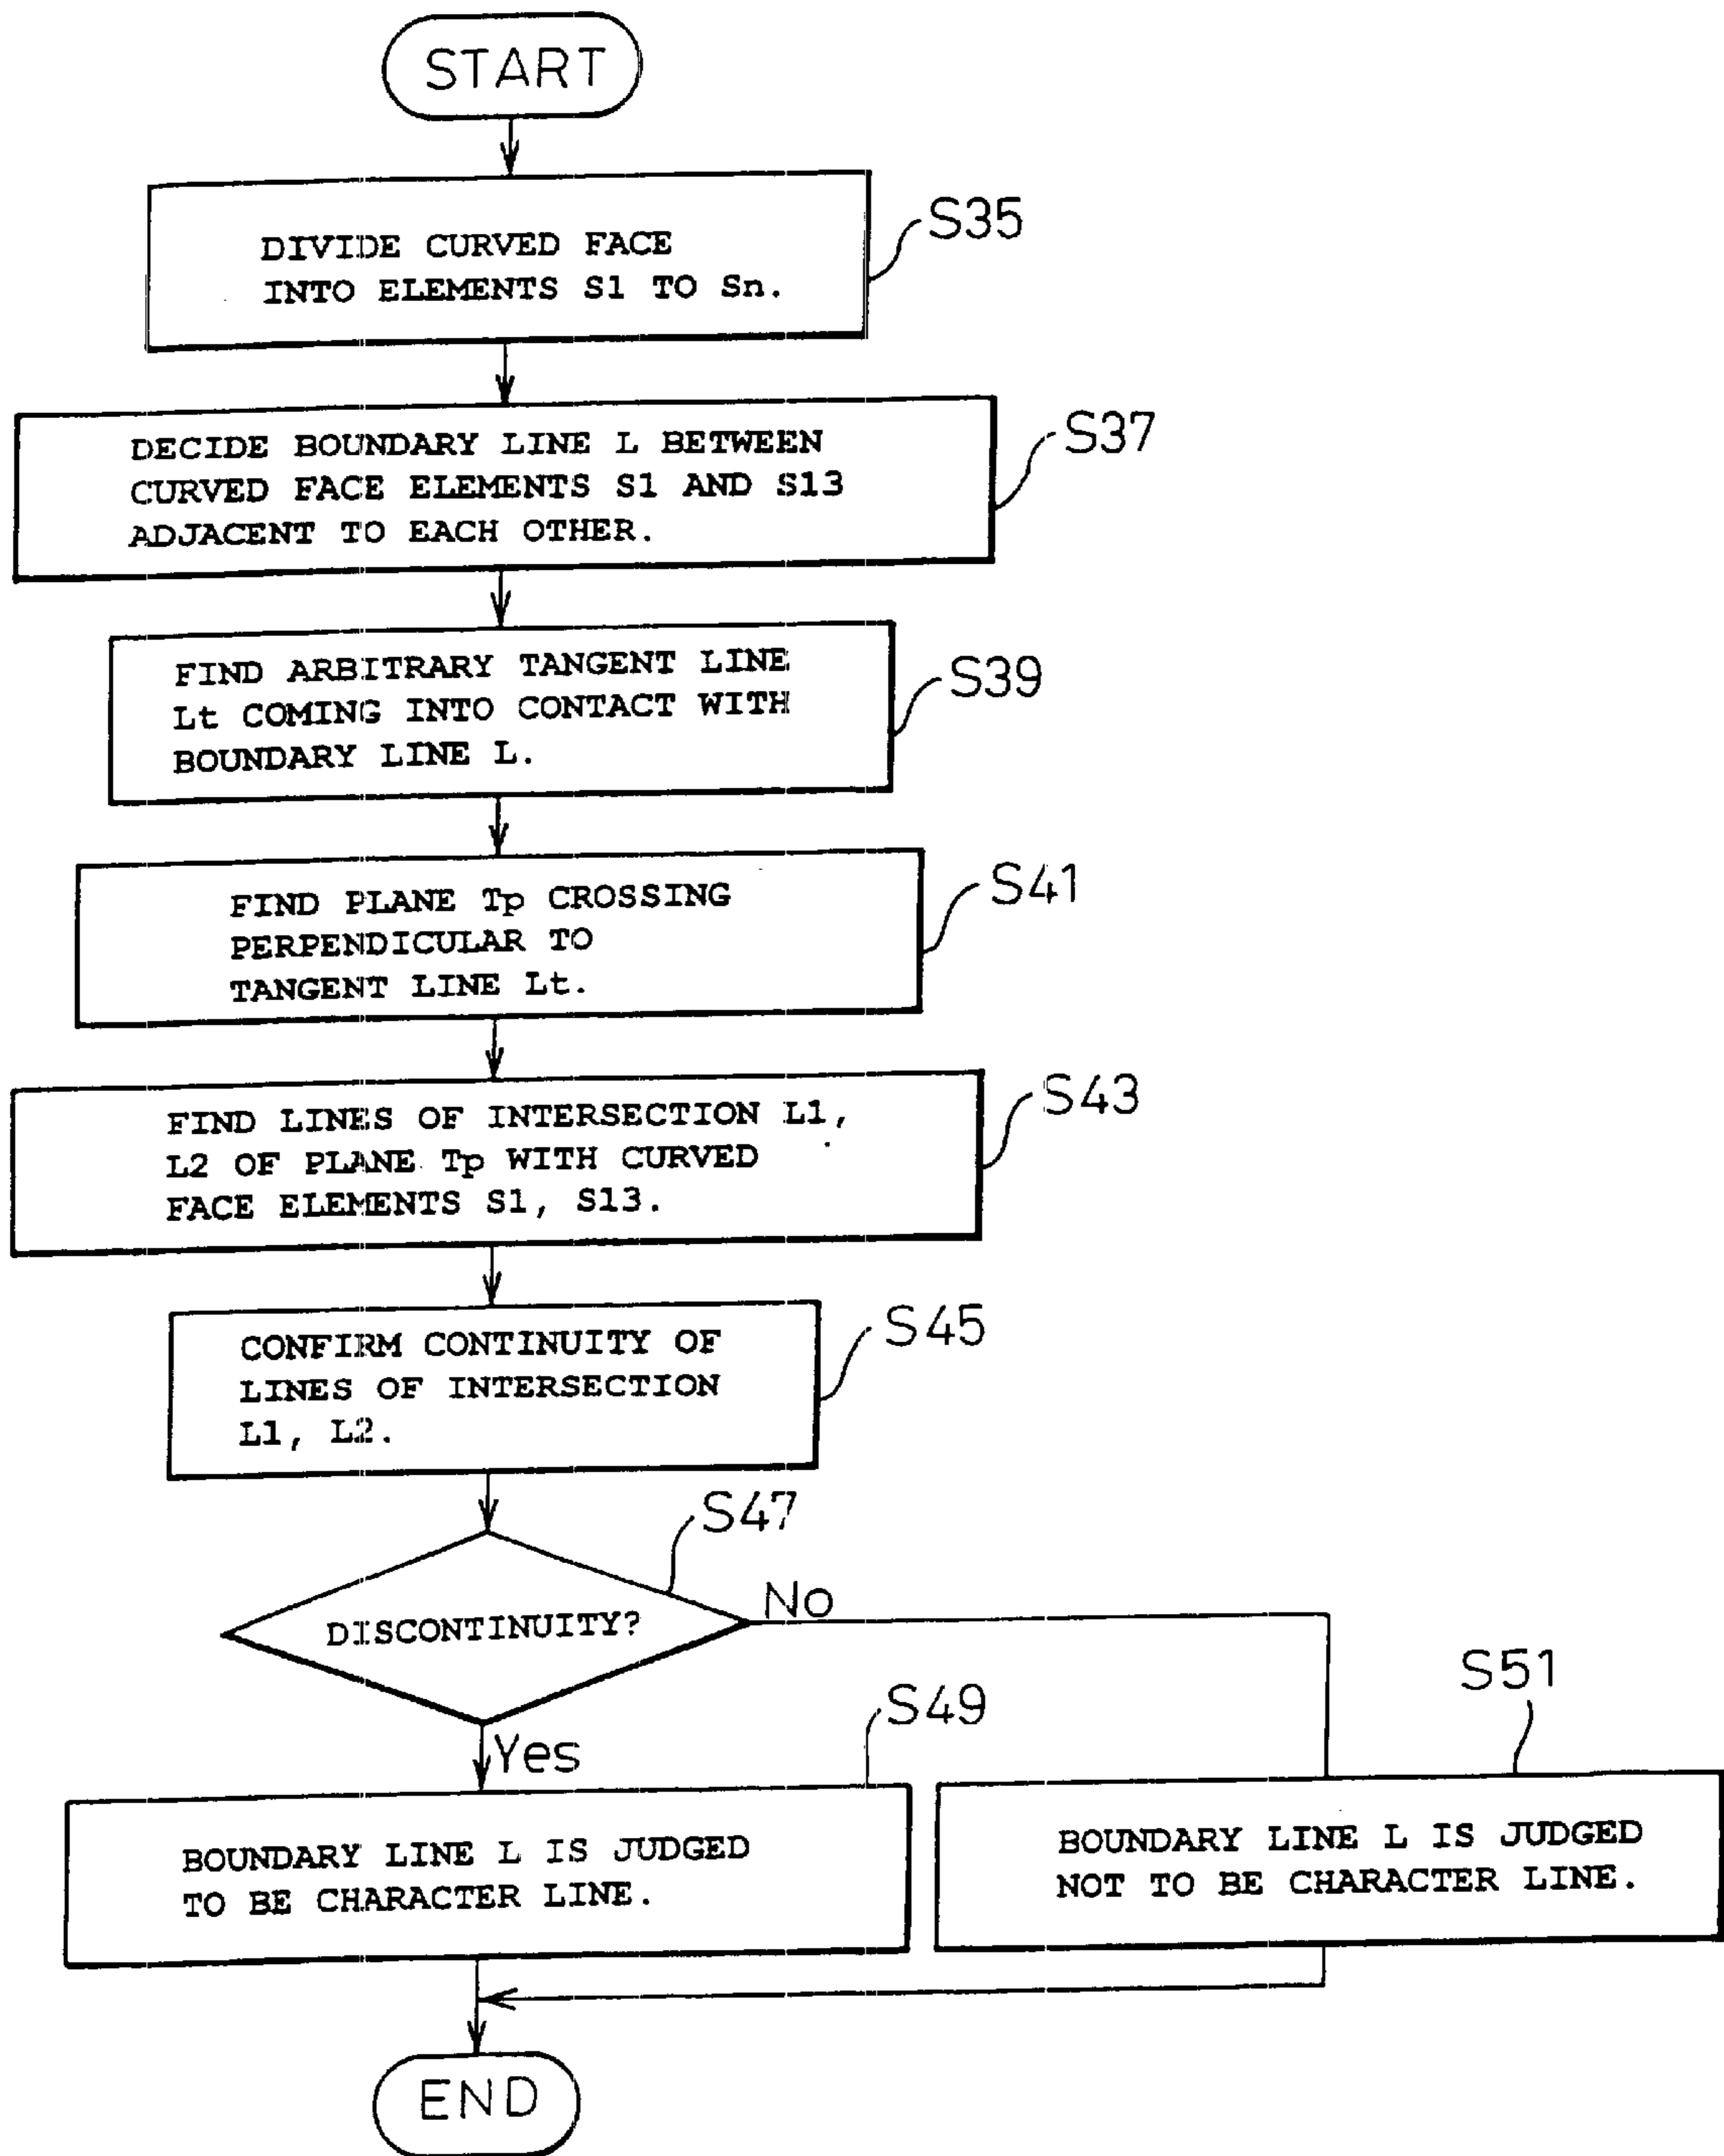 START
DIVIDE CURVED FACE
INTO ELEMENTS S1 TO Sn.
S35
DECIDE BOUNDARY LINE L BETWEEN
CURVED FACE ELEMENTS S1 AND S13
ADJACENT TO EACH OTHER.
S37
FIND ARBITRARY TANGENT LINE
Lt COMING INTO CONTACT WITH
BOUNDARY LINE L.
S39
FIND PLANE Tp CROSSING
PERPENDICULAR TO
TANGENT LINE Lt.
S41
FIND LINES OF INTERSECTION L1,
L2 OF PLANE Tp WITH CURVED
FACE ELEMENTS S1, S13.
S43
CONFIRM CONTINUITY OF
LINES OF INTERSECTION
L1, L2.
S45
S47
DISCONTINUITY?
No
Yes
S49
BOUNDARY LINE L IS JUDGED
TO BE CHARACTER LINE.
S51
BOUNDARY LINE L IS JUDGED
NOT TO BE CHARACTER LINE.
END